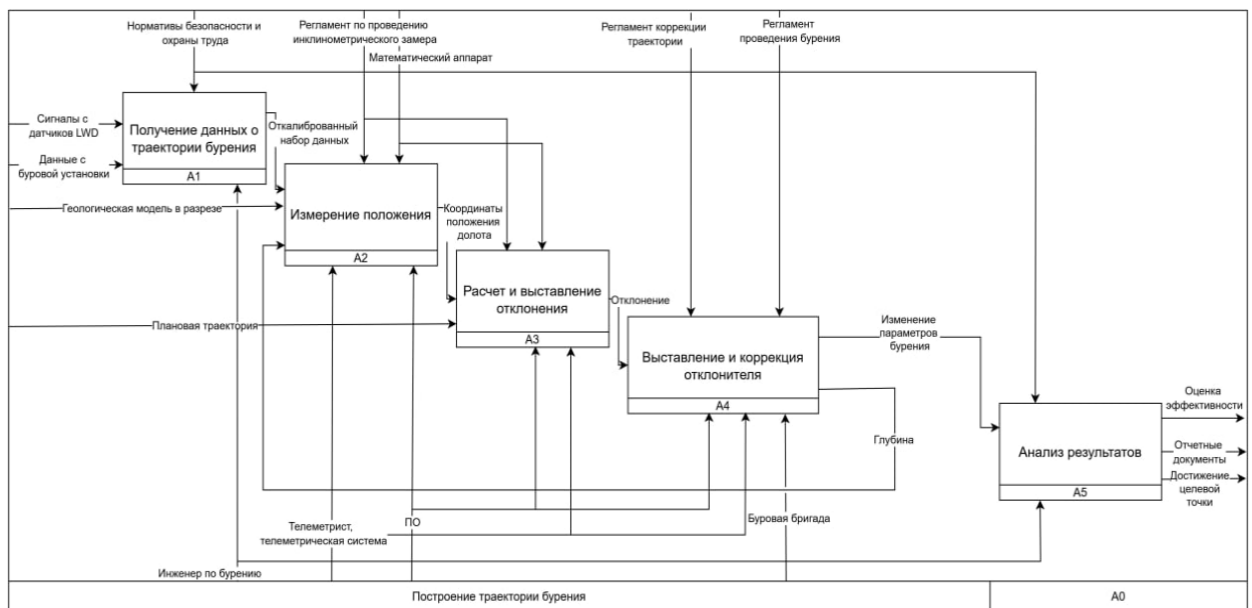 Нормативы безопасности и
охраны труда
Регламент по проведению
инклинометрического замера
Математический аппарат
Регламент коррекции
траектории
Регламент
проведения бурения
Сигналы с
датчиков LWD
Данные с
буровой установки
Получение данных о
траектории бурения
A1
Откалиброванный
набор данных
Геологическая модель в разрезе
Измерение положения
A2
Координаты
положения
долота
Плановая траектория
Расчет и выставление
отклонения
A3
Отклонение
Выставление и коррекция
отклонителя
A4
Изменение
параметров
бурения
Глубина
Анализ результатов
A5
Оценка
эффективности
Отчетные
документы
Достижение
целевой
точки
Телеметрист,
телеметрическая система
ПО
Буровая бригада
Инженер по бурению
Построение траектории бурения
A0